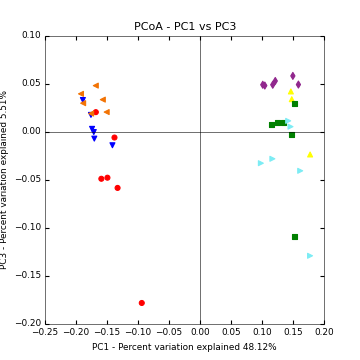 PCoA - PC1 vs PC3
0.10
0.05
0.00
−0.05
−0.10
−0.15
−0.20
PC3 - Percent variation explained 5.51%
−0.25 −0.20 −0.15 −0.10 −0.05 0.00 0.05 0.10 0.15 0.20
PC1 - Percent variation explained 48.12%